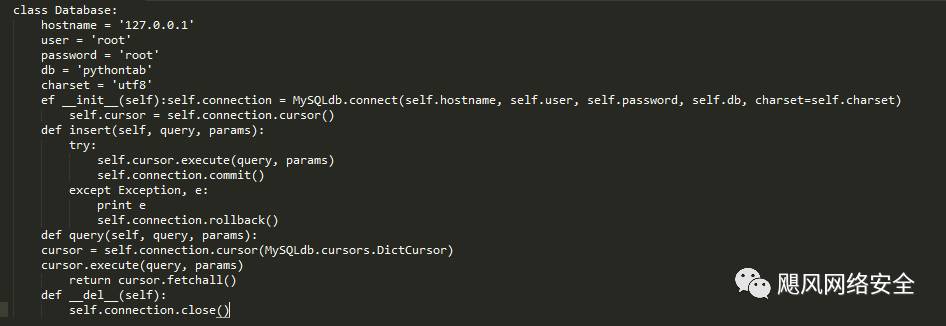 class Database:
    hostname = '127.0.0.1'
    user = 'root'
    password = 'root'
    db = 'pythontab'
    charset = 'utf8'
    ef __init__(self):self.connection = MySQLdb.connect(self.hostname, self.user, self.password, self.db, charset=self.charset)
        self.cursor = self.connection.cursor()
    def insert(self, query, params):
        try:
            self.cursor.execute(query, params)
            self.connection.commit()
        except Exception, e:
            print e
            self.connection.rollback()
    def query(self, query, params):
    cursor = self.connection.cursor(MySQLdb.cursors.DictCursor)
    cursor.execute(query, params)
        return cursor.fetchall()
    def __del__(self):
        self.connection.close()
飓风网络安全